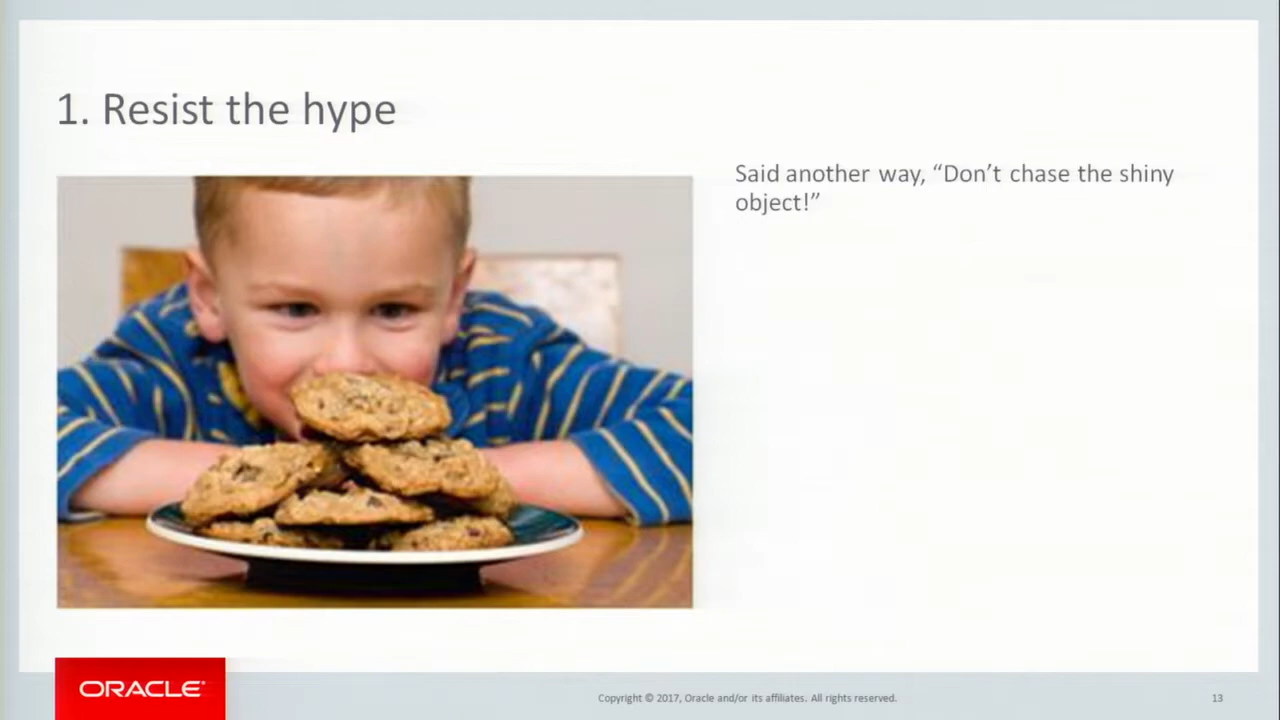 1. Resist the hype
Said another way, “Don’t chase the shiny
object!”
ORACLE®
Copyright © 2017, Oracle and/or its affiliates. All rights reserved.
13